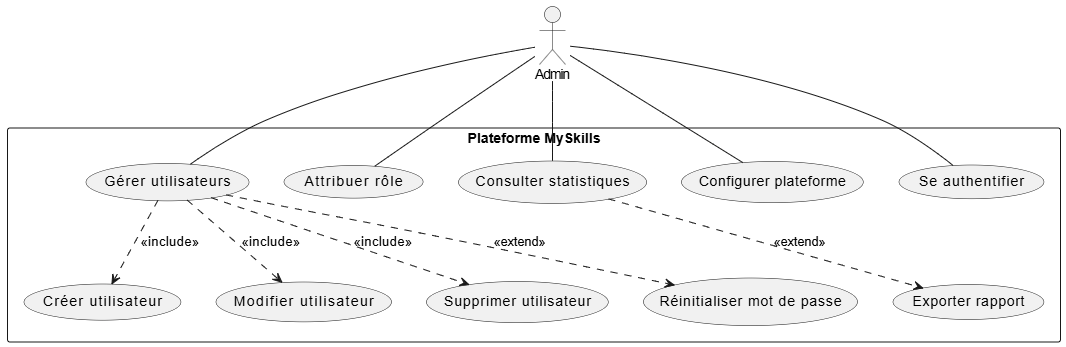 Admin
Plateforme MySkills
Gérer utilisateurs
Attribuer rôle
Consulter statistiques
Configurer plateforme
Se authentifier
«include»
«include»
«include»
«extend»
«extend»
Créer utilisateur
Modifier utilisateur
Supprimer utilisateur
Réinitialiser mot de passe
Exporter rapport